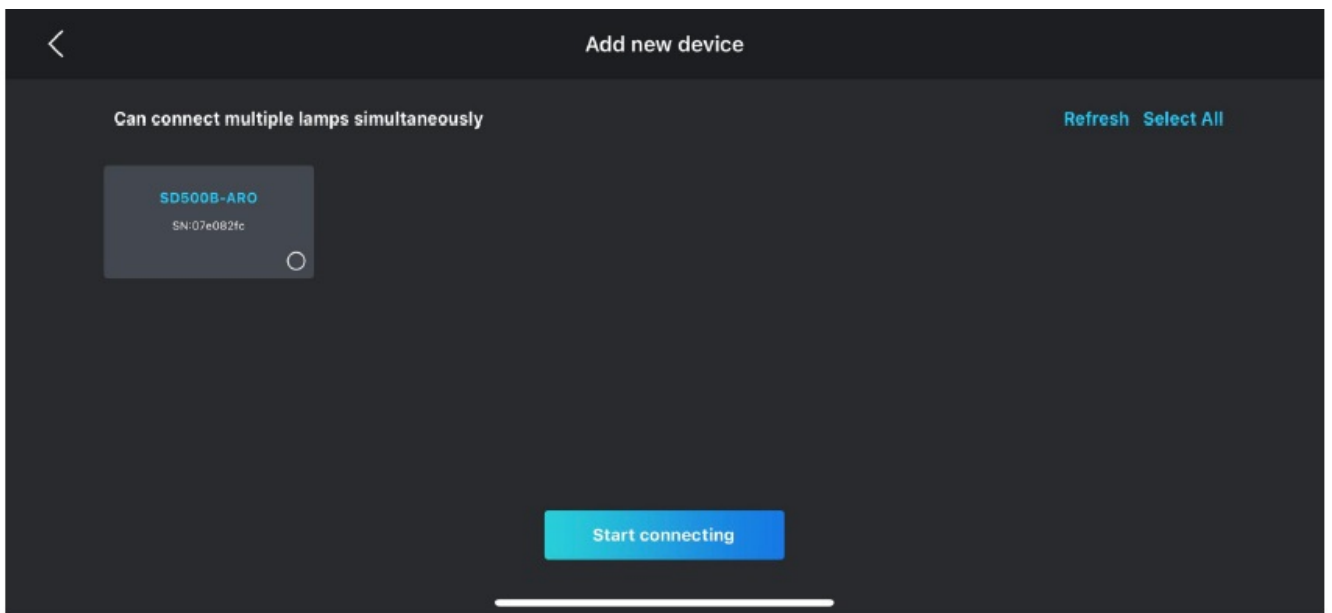 Add new device
Can connect multiple lamps simultaneously
Refresh Select All
SD500B-ARO
SN:07e082fc
Start connecting